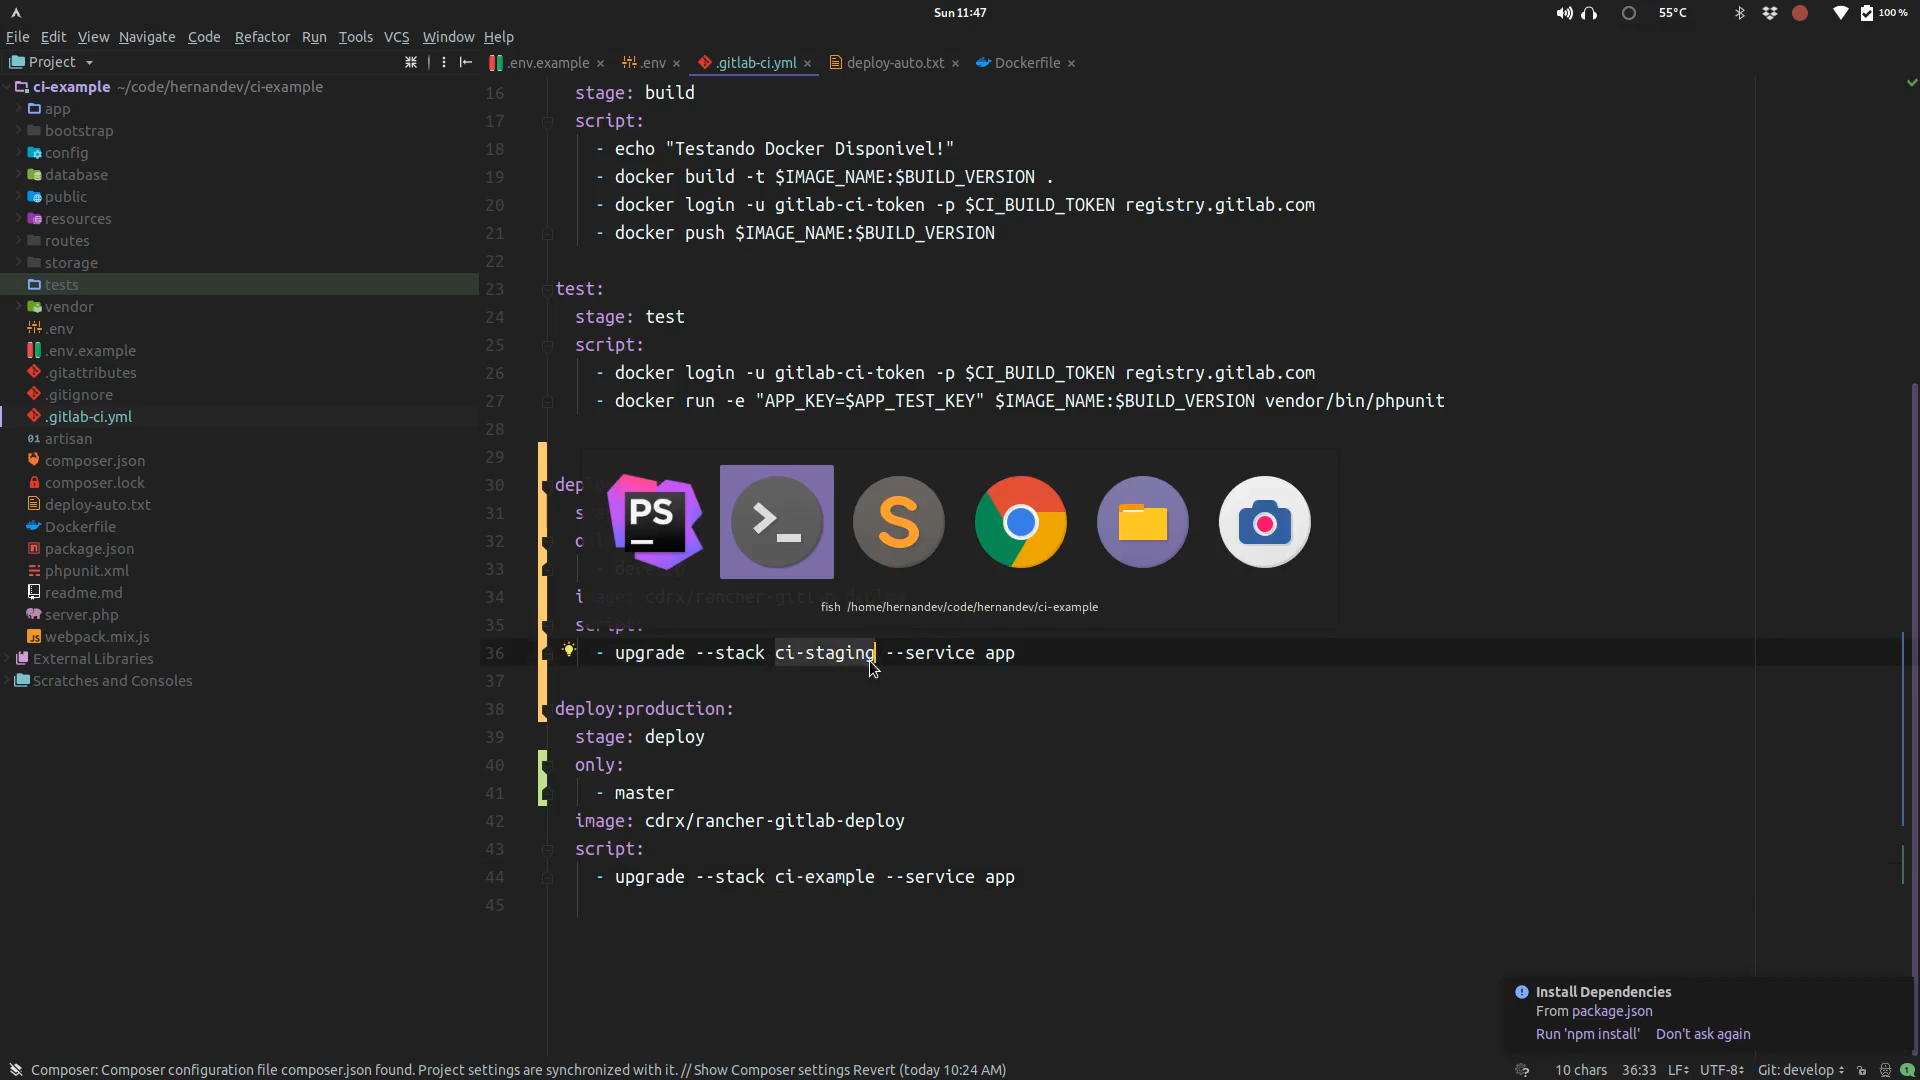 Sun 11:47
55°C
100 %
File Edit View Navigate Code Refactor Run Tools VCS Window Help
Project
.env.example
.env
.gitlab-ci.yml
deploy-auto.txt
Dockerfile
ci-example ~/code/hernandev/ci-example
app
bootstrap
config
database
public
resources
routes
storage
tests
vendor
.env
.env.example
.gitattributes
.gitignore
.gitlab-ci.yml
artisan
composer.json
composer.lock
deploy-auto.txt
Dockerfile
package.json
phpunit.xml
readme.md
server.php
webpack.mix.js
External Libraries
Scratches and Consoles
16 stage: build
17 script:
18 - echo "Testando Docker Disponivel!"
19 - docker build -t $IMAGE_NAME:$BUILD_VERSION .
20 - docker login -u gitlab-ci-token -p $CI_BUILD_TOKEN registry.gitlab.com
21 - docker push $IMAGE_NAME:$BUILD_VERSION
22
23 test:
24 stage: test
25 script:
26 - docker login -u gitlab-ci-token -p $CI_BUILD_TOKEN registry.gitlab.com
27 - docker run -e "APP_KEY=$APP_TEST_KEY" $IMAGE_NAME:$BUILD_VERSION vendor/bin/phpunit
28
29
30 dep
31 s
32 o
33 - develop
34 image: cdrx/rancher-gitlab-deploy
35 script:
36 - upgrade --stack ci-staging --service app
37
38 deploy:production:
39 stage: deploy
40 only:
41 - master
42 image: cdrx/rancher-gitlab-deploy
43 script:
44 - upgrade --stack ci-example --service app
45
PS
S
fish /home/hernandev/code/hernandev/ci-example
Install Dependencies
From package.json
Run 'npm install' Don't ask again
Composer: Composer configuration file composer.json found. Project settings are synchronized with it. // Show Composer settings Revert (today 10:24 AM)
10 chars 36:33 LF UTF-8 Git: develop 1